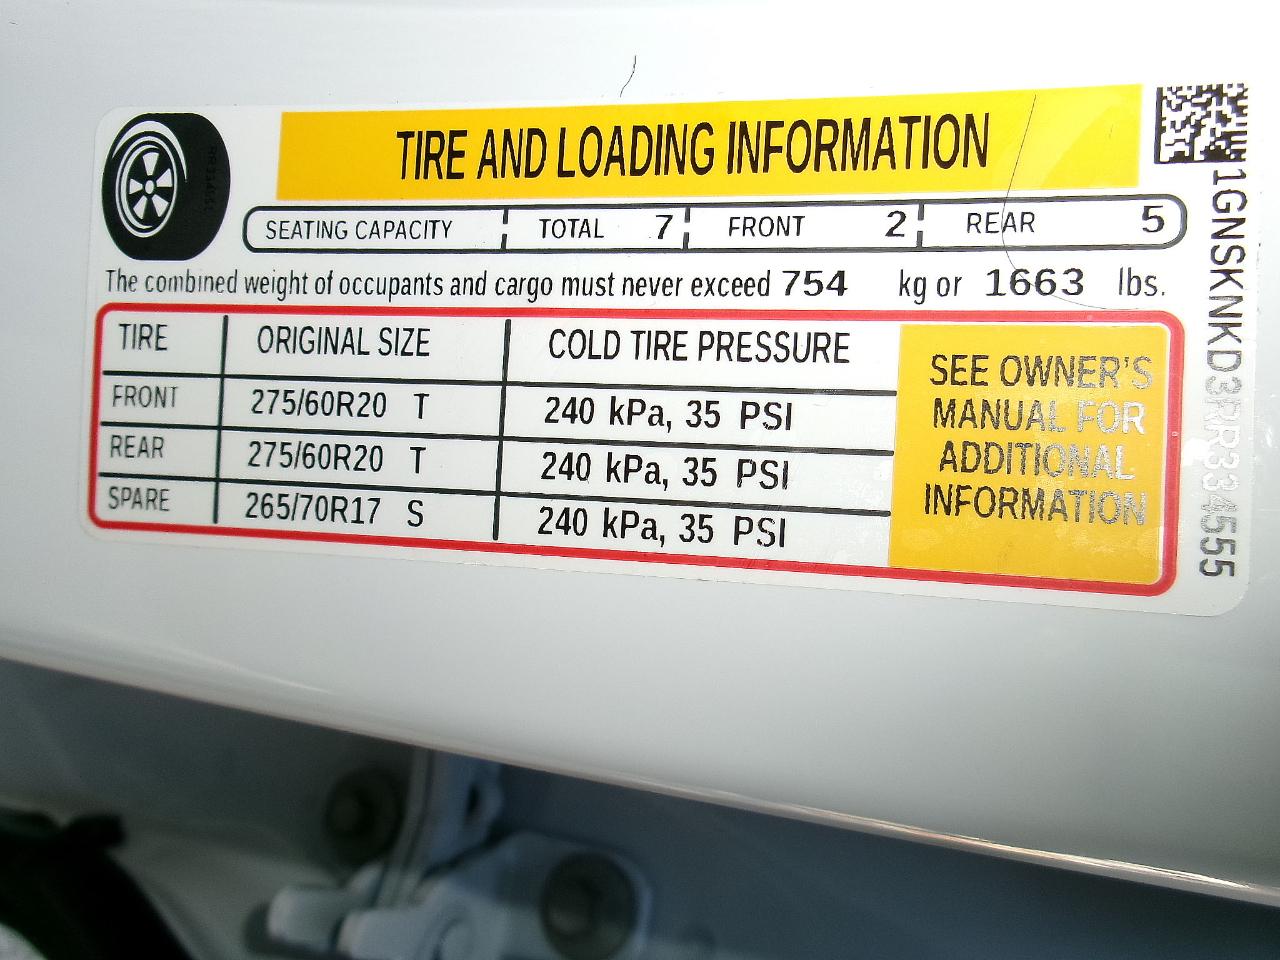 TIRE AND LOADING INFORMATION
SEATING CAPACITY TOTAL 7 FRONT 2 REAR 5
The combined weight of occupants and cargo must never exceed 754 kg or 1663 lbs.
TIRE ORIGINAL SIZE COLD TIRE PRESSURE
FRONT 275/60R20 T 240 kPa, 35 PSI
REAR 275/60R20 T 240 kPa, 35 PSI
SPARE 265/70R17 S 240 kPa, 35 PSI
SEE OWNER'S
MANUAL FOR
ADDITIONAL
INFORMATION
1GNSKNKD3RR334555